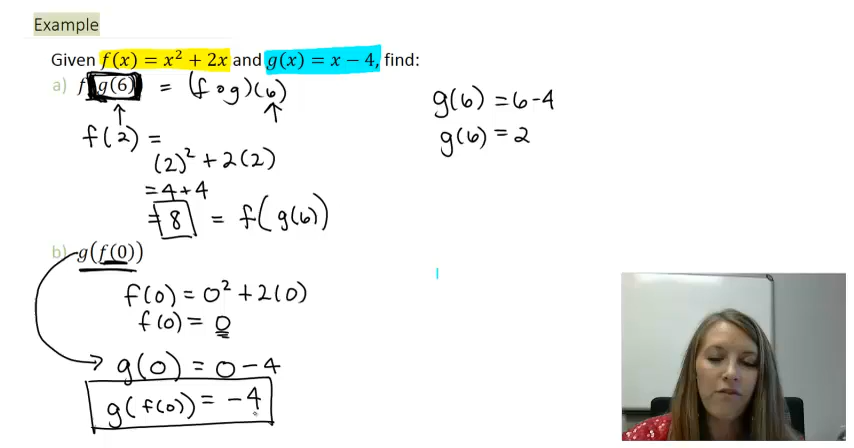 Example
Given f(x) = x² + 2x and g(x) = x − 4, find:
a) f(g(6)) = (f∘g)(6)
g(6) = 6-4
g(6) = 2
f(2) =
(2)² + 2(2)
= 4 + 4
= 8 = f(g(6))
b) g(f(0))
f(0) = 0² + 2(0)
f(0) = 0
g(0) = 0 - 4
g(f(0)) = -4